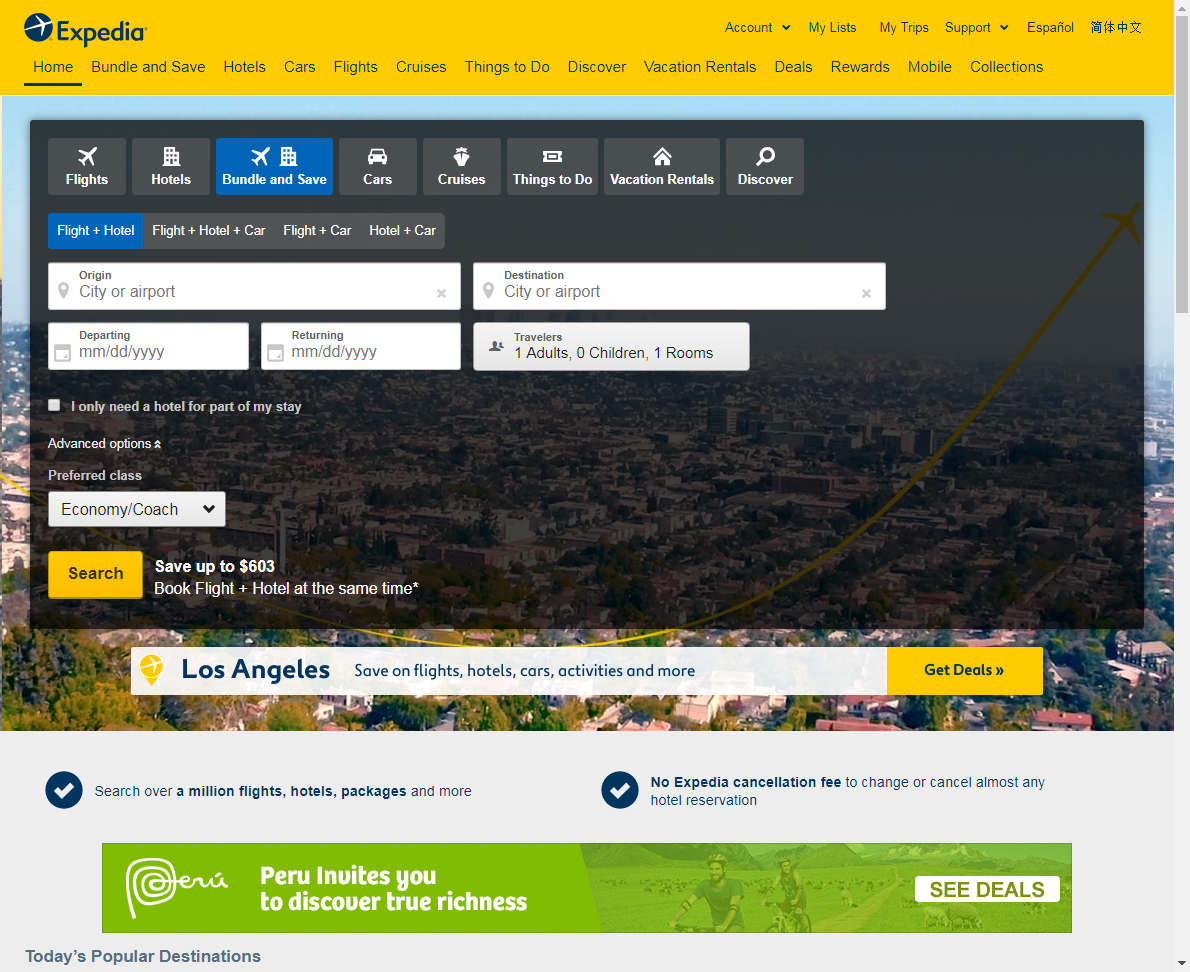 Expedia
Account My Lists My Trips Support Español 简体中文
Home Bundle and Save Hotels Cars Flights Cruises Things to Do Discover Vacation Rentals Deals Rewards Mobile Collections
Flights Hotels Bundle and Save Cars Cruises Things to Do Vacation Rentals Discover
Flight + Hotel Flight + Hotel + Car Flight + Car Hotel + Car
Origin
City or airport
Destination
City or airport
Departing
mm/dd/yyyy
Returning
mm/dd/yyyy
Travelers
1 Adults, 0 Children, 1 Rooms
I only need a hotel for part of my stay
Advanced options
Preferred class
Economy/Coach
Search
Save up to $603
Book Flight + Hotel at the same time*
Los Angeles Save on flights, hotels, cars, activities and more Get Deals »
Search over a million flights, hotels, packages and more
No Expedia cancellation fee to change or cancel almost any
hotel reservation
Perú
Peru Invites you
to discover true richness
SEE DEALS
Today's Popular Destinations